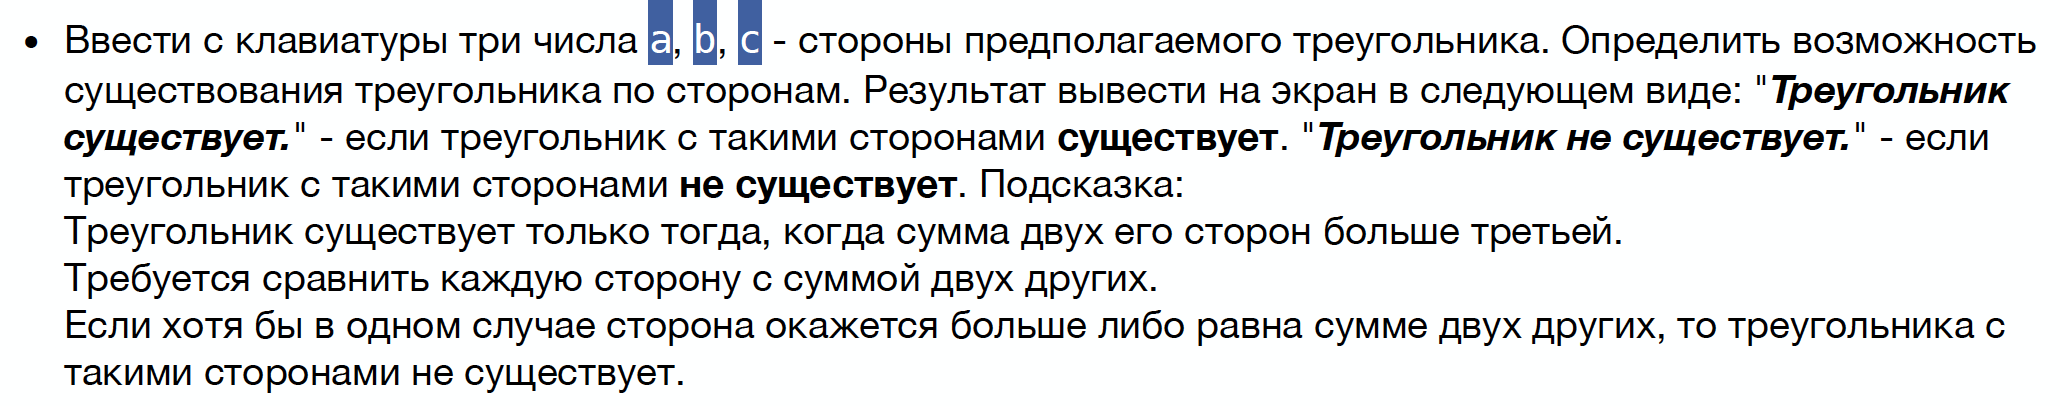 • Ввести с клавиатуры три числа a, b, c - стороны предполагаемого треугольника. Определить возможность
существования треугольника по сторонам. Результат вывести на экран в следующем виде: "Треугольник
существует." - если треугольник с такими сторонами существует. "Треугольник не существует." - если
треугольник с такими сторонами не существует. Подсказка:
Треугольник существует только тогда, когда сумма двух его сторон больше третьей.
Требуется сравнить каждую сторону с суммой двух других.
Если хотя бы в одном случае сторона окажется больше либо равна сумме двух других, то треугольника с
такими сторонами не существует.